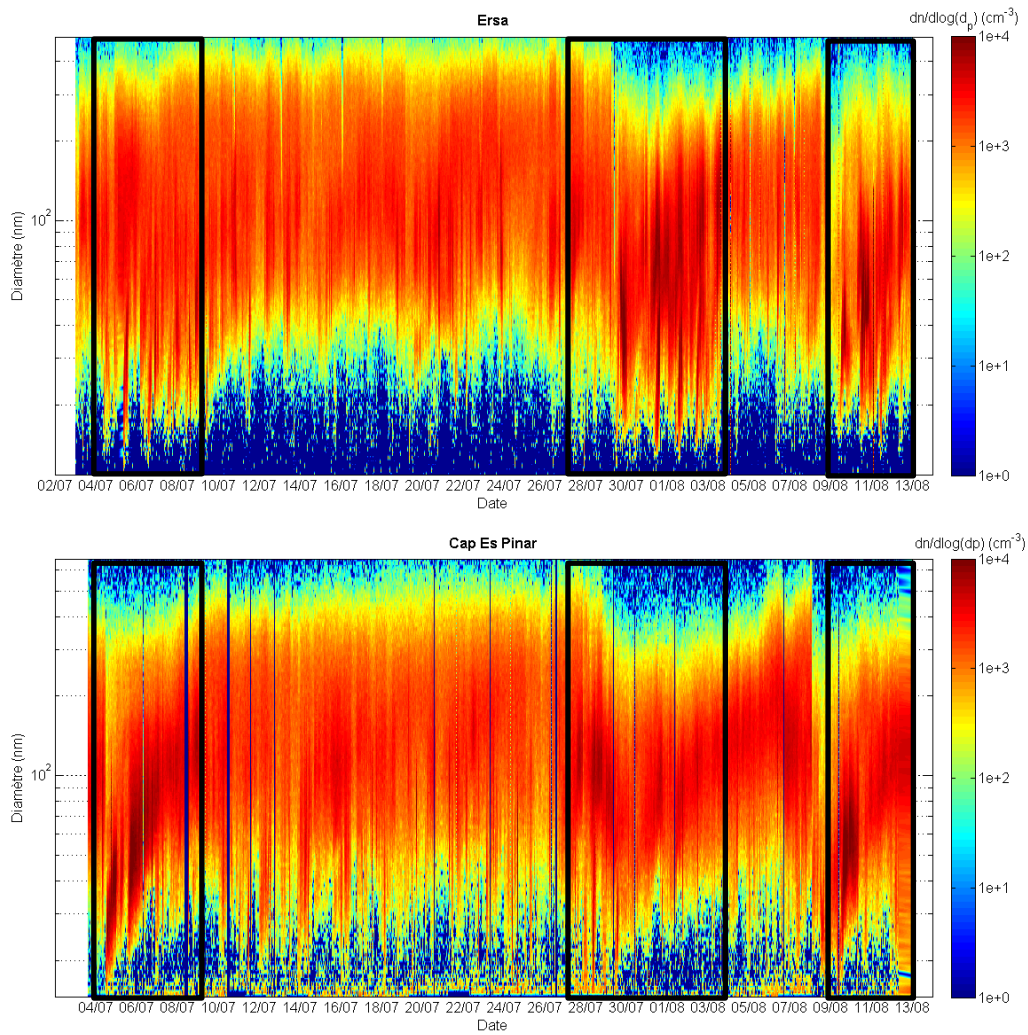 Ersa
dn/dlog(d_p) (cm⁻³)
1e+4
1e+3
1e+2
1e+1
1e+0
10²
Diamètre (nm)
02/07 04/07 06/07 08/07 10/07 12/07 14/07 16/07 18/07 20/07 22/07 24/07 26/07 28/07 30/07 01/08 03/08 05/08 07/08 09/08 11/08 13/08
Date
Cap Es Pinar
dn/dlog(dp) (cm⁻³)
1e+4
1e+3
1e+2
1e+1
1e+0
10²
Diamètre (nm)
04/07 06/07 08/07 10/07 12/07 14/07 16/07 18/07 20/07 22/07 24/07 26/07 28/07 30/07 01/08 03/08 05/08 07/08 09/08 11/08 13/08
Date